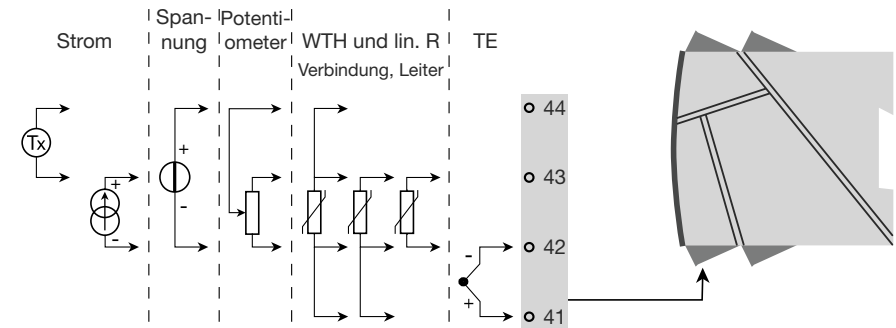 Strom
Span-
nung
Potenti-
ometer
WTH und lin. R
Verbindung, Leiter
TE
Tx
+
-
+
-
-
+
44
43
42
41